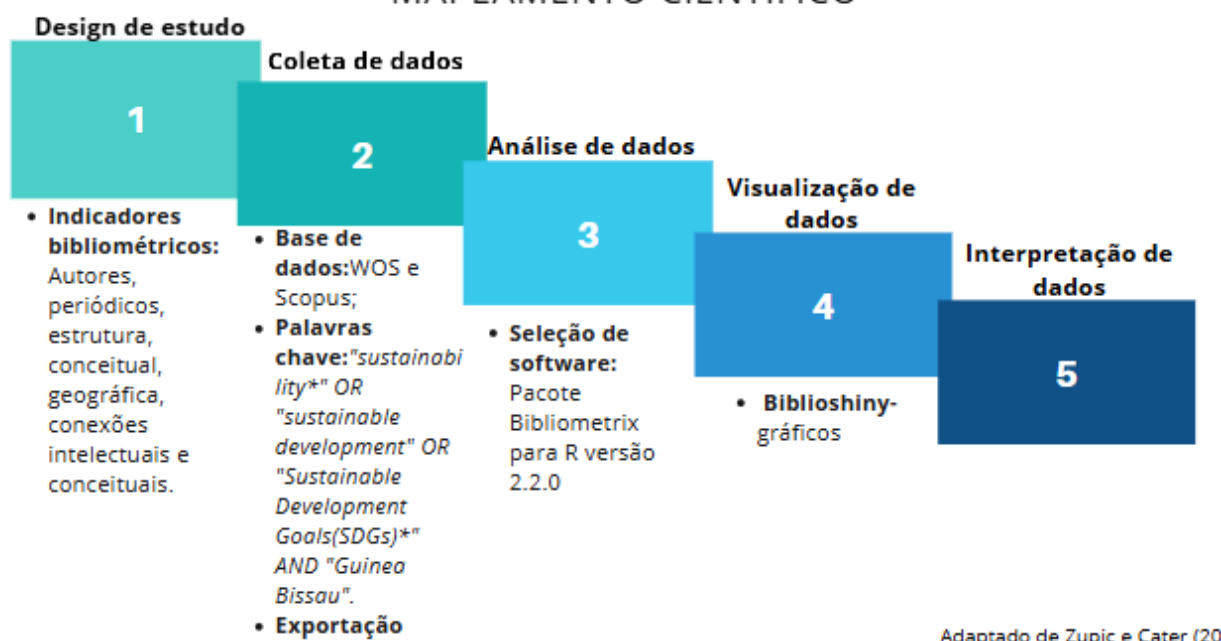 MAPEAMENTO CIENTÍFICO
Design de estudo
1
• Indicadores
bibliométricos:
Autores,
periódicos,
estrutura,
conceitual,
geográfica,
conexões
intelectuais e
conceituais.
Coleta de dados
2
• Base de
dados:WOS e
Scopus;
• Palavras
chave:"sustainabi
lity*" OR
"sustainable
development" OR
"Sustainable
Development
Goals(SDGs)*"
AND "Guinea
Bissau".
• Exportação
Análise de dados
3
• Seleção de
software:
Pacote
Bibliometrix
para R versão
2.2.0
Visualização de
dados
4
• Biblioshiny-
gráficos
Interpretação de
dados
5
Adaptado de Zupic e Cater (20